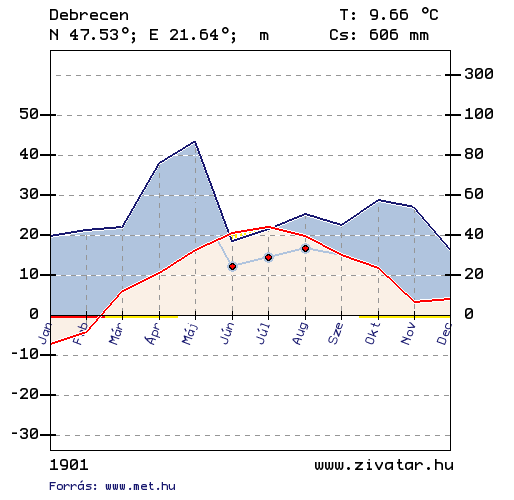 Debrecen T: 9.66 °C
N 47.53°; E 21.64°; m Cs: 606 mm
300
50 100
40 80
30 60
20 40
10 20
0 0
Jan Feb Már Ápr Máj Jún Júl Aug Sze Okt Nov Dec
-10
-20
-30
1901 www.zivatar.hu
Forrás: www.met.hu